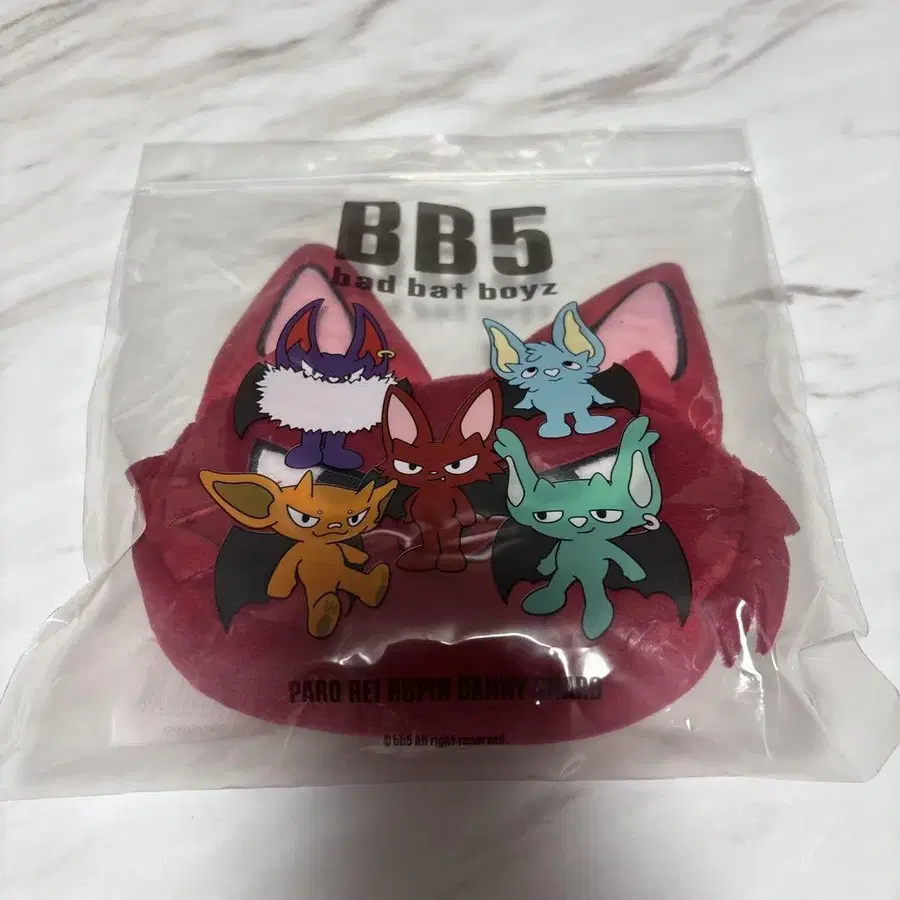 BB5
bad bat boyz
PARO REI RUPIN DANNY
© bb5 All right reserved.